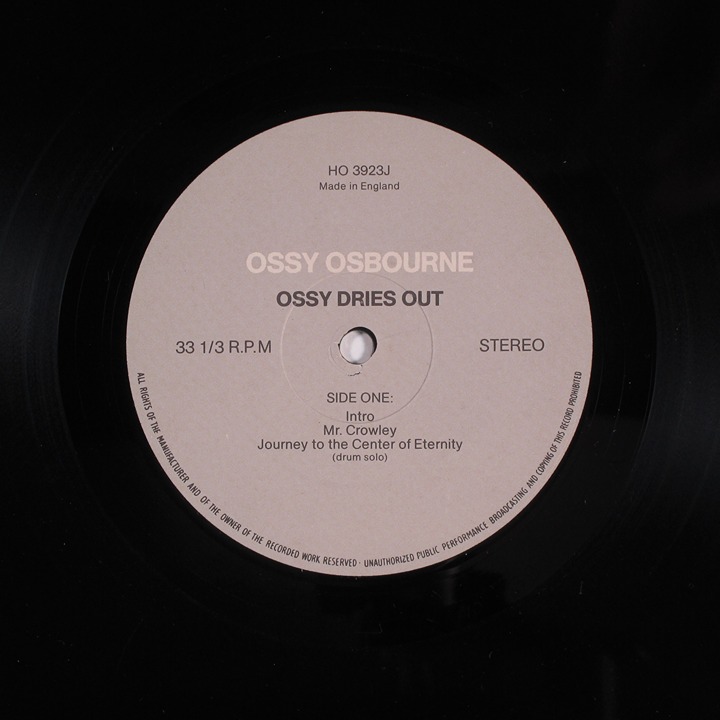 HO 3923J
Made in England
OSSY OSBOURNE
OSSY DRIES OUT
33 1/3 R.P.M
STEREO
SIDE ONE:
Intro
Mr. Crowley
Journey to the Center of Eternity
(drum solo)
ALL RIGHTS OF THE MANUFACTURER AND OF THE OWNER OF THE RECORDED WORK RESERVED · UNAUTHORIZED PUBLIC PERFORMANCE BROADCASTING AND COPYING OF THIS RECORD PROHIBITED